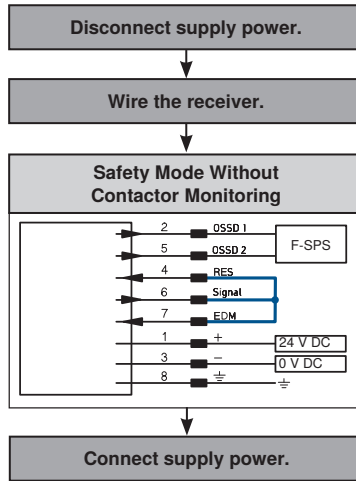 Disconnect supply power.
Wire the receiver.
Safety Mode Without
Contactor Monitoring
2 OSSD 1
F-SPS
5 OSSD 2
4 RES
6 Signal
7 EDM
1 + 24 V DC
3 – 0 V DC
8
Connect supply power.